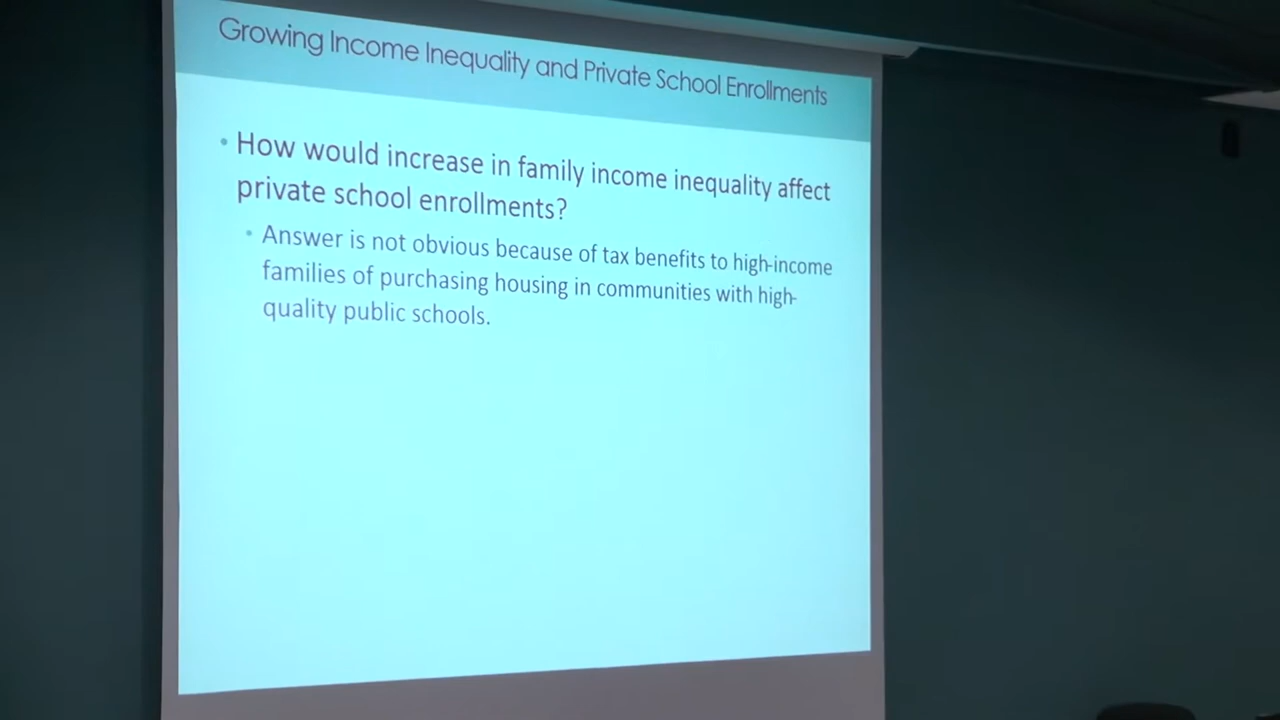 Growing Income Inequality and Private School Enrollments
• How would increase in family income inequality affect
private school enrollments?
• Answer is not obvious because of tax benefits to high-income
families of purchasing housing in communities with high-
quality public schools.